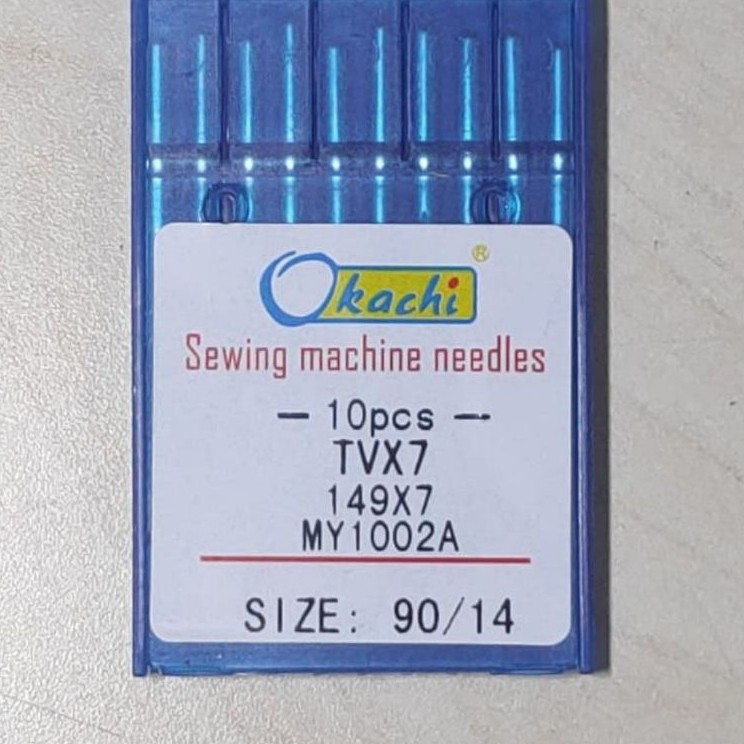 Okachi ®
Sewing machine needles
— 10pcs —
TVX7
149X7
MY1002A
SIZE: 90/14